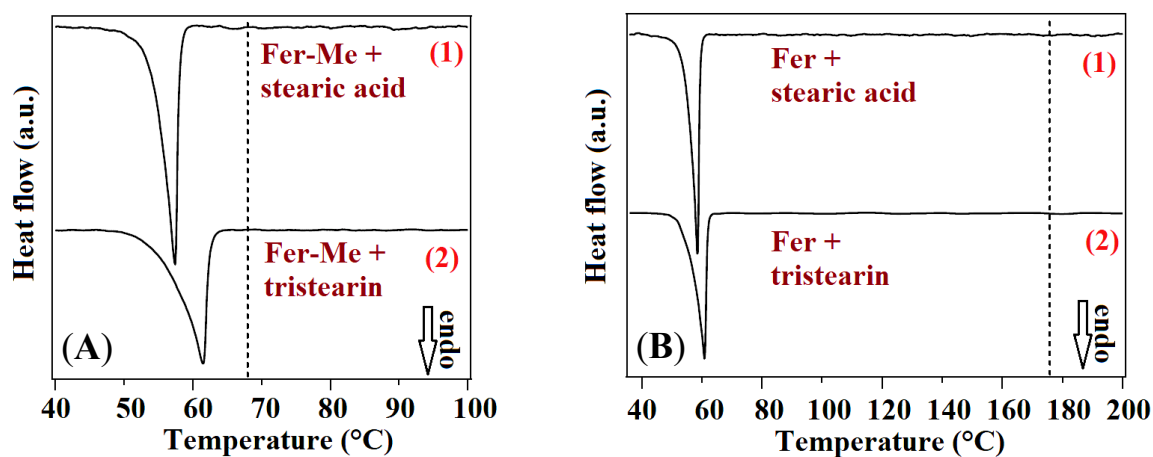 Heat flow (a.u.)
Fer-Me +
stearic acid
(1)
Fer-Me +
tristearin
(2)
(A)
endo
40 50 60 70 80 90 100
Temperature (°C)
Heat flow (a.u.)
Fer +
stearic acid
(1)
Fer +
tristearin
(2)
(B)
endo
40 60 80 100 120 140 160 180 200
Temperature (°C)